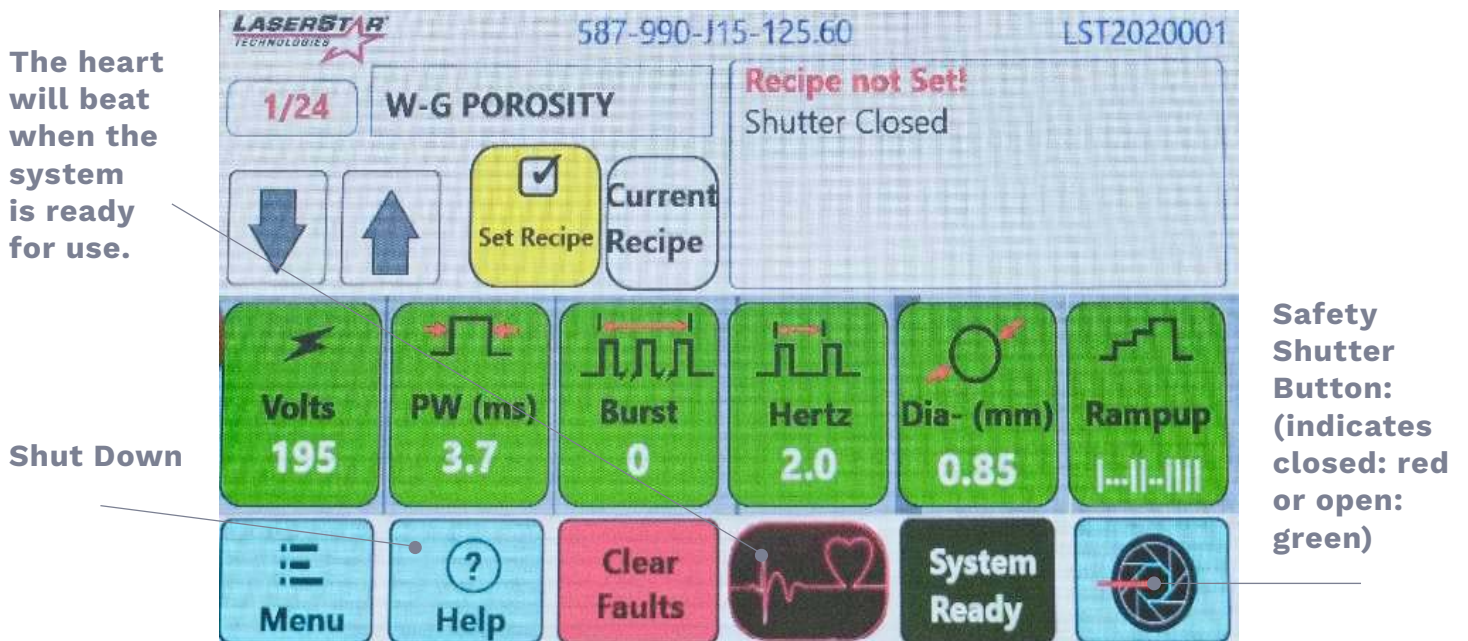 LASERSTAR
TECHNOLOGIES
587-990-J15-125.60
LST2020001
The heart
will beat
when the
system
is ready
for use.
1/24
W-G POROSITY
Recipe not Set!
Shutter Closed
Set Recipe
Current
Recipe
Volts
195
PW (ms)
3.7
Burst
0
Hertz
2.0
Dia- (mm)
0.85
Rampup
|...||..||||
Safety
Shutter
Button:
(indicates
closed: red
or open:
green)
Shut Down
Menu
?
Help
Clear
Faults
System
Ready